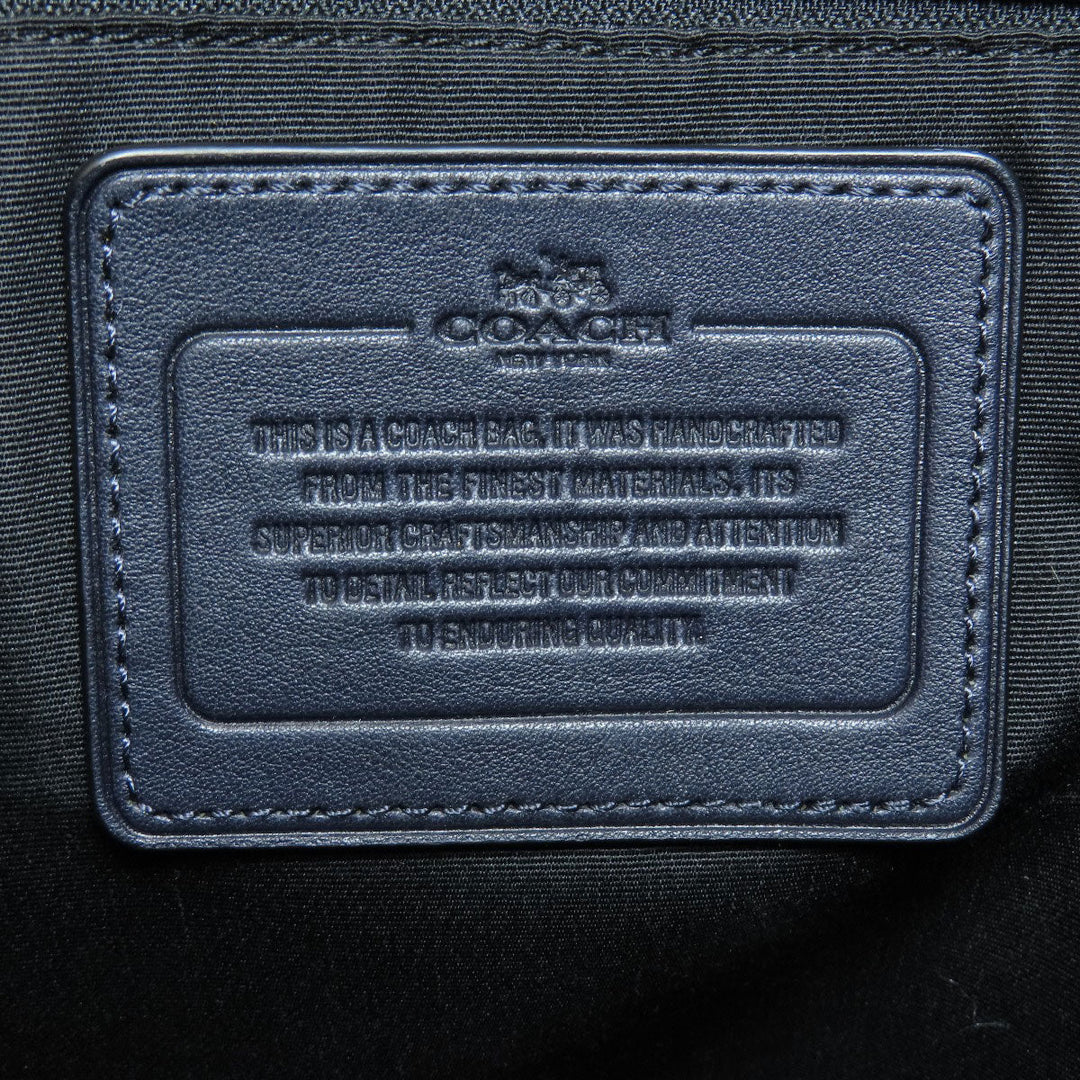 COACH
NEW YORK
THIS IS A COACH BAG. IT WAS HANDCRAFTED
FROM THE FINEST MATERIALS. ITS
SUPERIOR CRAFTSMANSHIP AND ATTENTION
TO DETAIL REFLECT OUR COMMITMENT
TO ENDURING QUALITY.